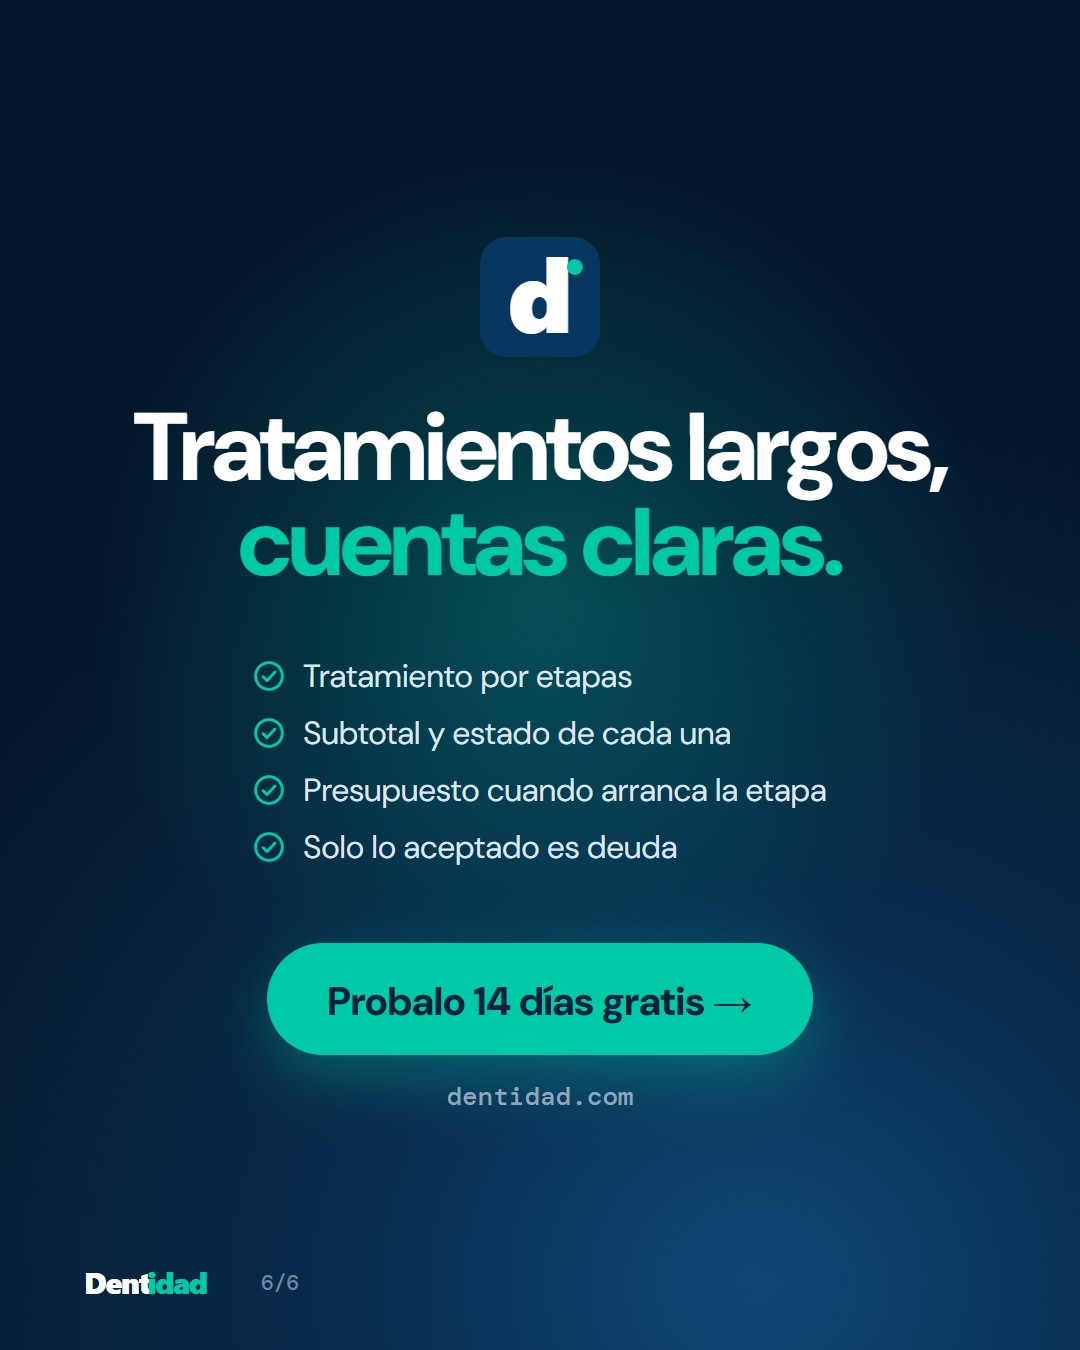 d
Tratamientos largos,
cuentas claras.
Tratamiento por etapas
Subtotal y estado de cada una
Presupuesto cuando arranca la etapa
Solo lo aceptado es deuda
Probalo 14 días gratis →
dentidad.com
Dentidad 6/6